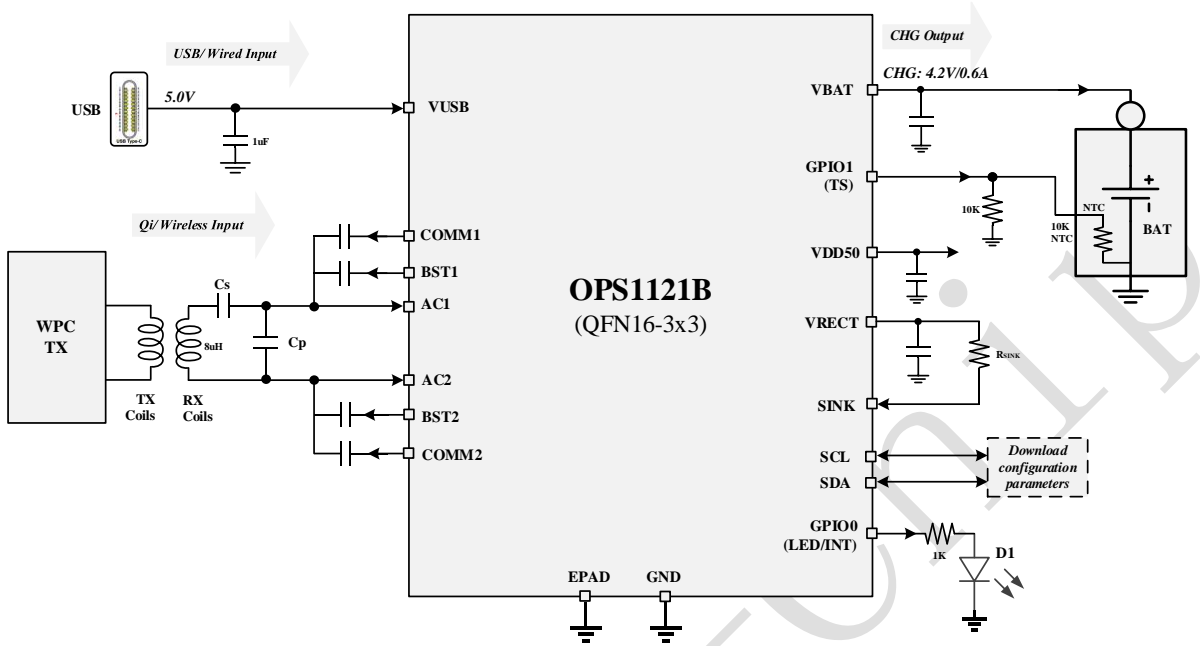 USB/ Wired Input
CHG Output
CHG: 4.2V/0.6A
USB
5.0V
USB Type-C
1uF
VUSB
VBAT
GPIO1
(TS)
10K
10K
NTC
NTC
BAT
Qi/ Wireless Input
COMM1
BST1
AC1
AC2
BST2
COMM2
WPC
TX
TX
Coils
RX
Coils
8uH
Cs
Cp
OPS1121B
(QFN16-3x3)
VDD50
VRECT
RSINK
SINK
SCL
SDA
Download
configuration
parameters
GPIO0
(LED/INT)
1K
D1
EPAD
GND